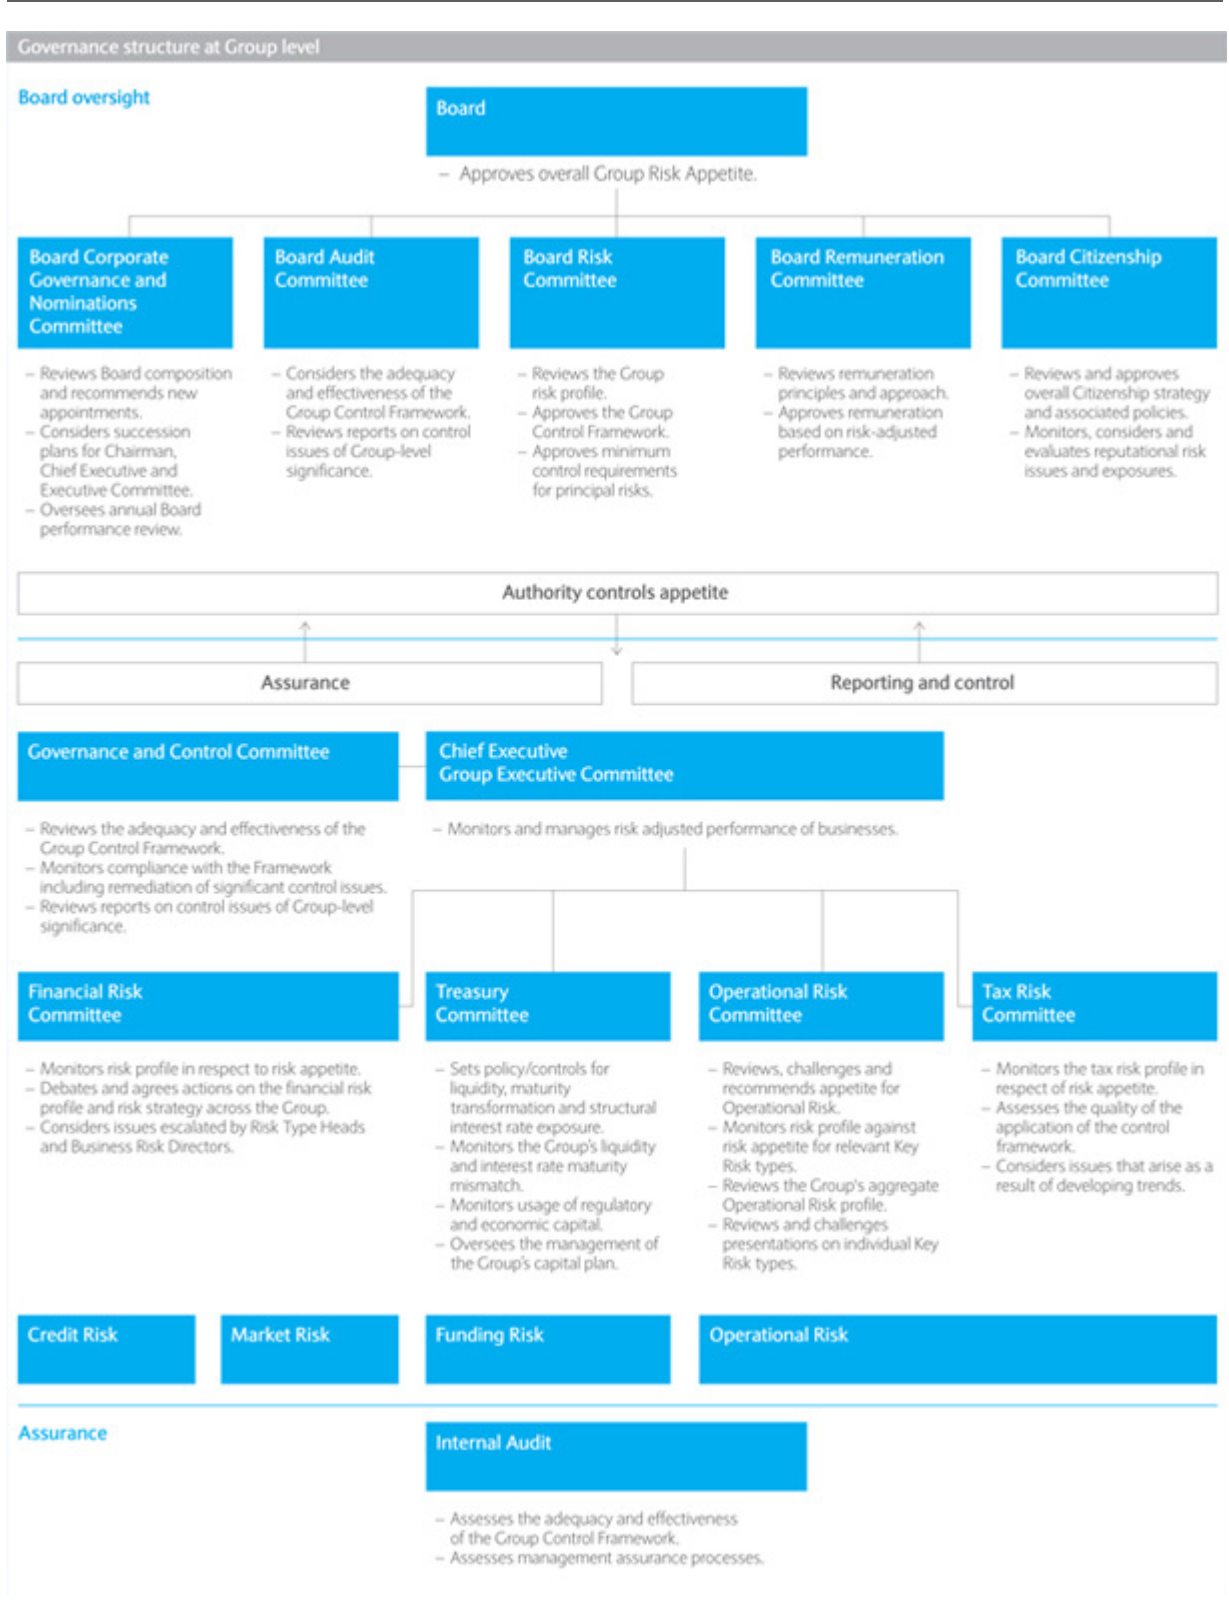 Governance structure at Group level
Board oversight
Board
– Approves overall Group Risk Appetite.
Board Corporate
Governance and
Nominations
Committee
– Reviews Board composition
and recommends new
appointments.
– Considers succession
plans for Chairman,
Chief Executive and
Executive Committee.
– Oversees annual Board
performance review.
Board Audit
Committee
– Considers the adequacy
and effectiveness of the
Group Control Framework.
– Reviews reports on control
issues of Group-level
significance.
Board Risk
Committee
– Reviews the Group
risk profile.
– Approves the Group
Control Framework.
– Approves minimum
control requirements
for principal risks.
Board Remuneration
Committee
– Reviews remuneration
principles and approach.
– Approves remuneration
based on risk-adjusted
performance.
Board Citizenship
Committee
– Reviews and approves
overall Citizenship strategy
and associated policies.
– Monitors, considers and
evaluates reputational risk
issues and exposures.
Authority controls appetite
Assurance
Reporting and control
Governance and Control Committee
– Reviews the adequacy and effectiveness of the
Group Control Framework.
– Monitors compliance with the Framework
including remediation of significant control issues.
– Reviews reports on control issues of Group-level
significance.
Chief Executive
Group Executive Committee
– Monitors and manages risk adjusted performance of businesses.
Financial Risk
Committee
– Monitors risk profile in respect to risk appetite.
– Debates and agrees actions on the financial risk
profile and risk strategy across the Group.
– Considers issues escalated by Risk Type Heads
and Business Risk Directors.
Treasury
Committee
– Sets policy/controls for
liquidity, maturity
transformation and structural
interest rate exposure.
– Monitors the Group's liquidity
and interest rate maturity
mismatch.
– Monitors usage of regulatory
and economic capital.
– Oversees the management of
the Group's capital plan.
Operational Risk
Committee
– Reviews, challenges and
recommends appetite for
Operational Risk.
– Monitors risk profile against
risk appetite for relevant Key
Risk types.
– Reviews the Group's aggregate
Operational Risk profile.
– Reviews and challenges
presentations on individual Key
Risk types.
Tax Risk
Committee
– Monitors the tax risk profile in
respect of risk appetite.
– Assesses the quality of the
application of the control
framework.
– Considers issues that arise as a
result of developing trends.
Credit Risk
Market Risk
Funding Risk
Operational Risk
Assurance
Internal Audit
– Assesses the adequacy and effectiveness
of the Group Control Framework.
– Assesses management assurance processes.